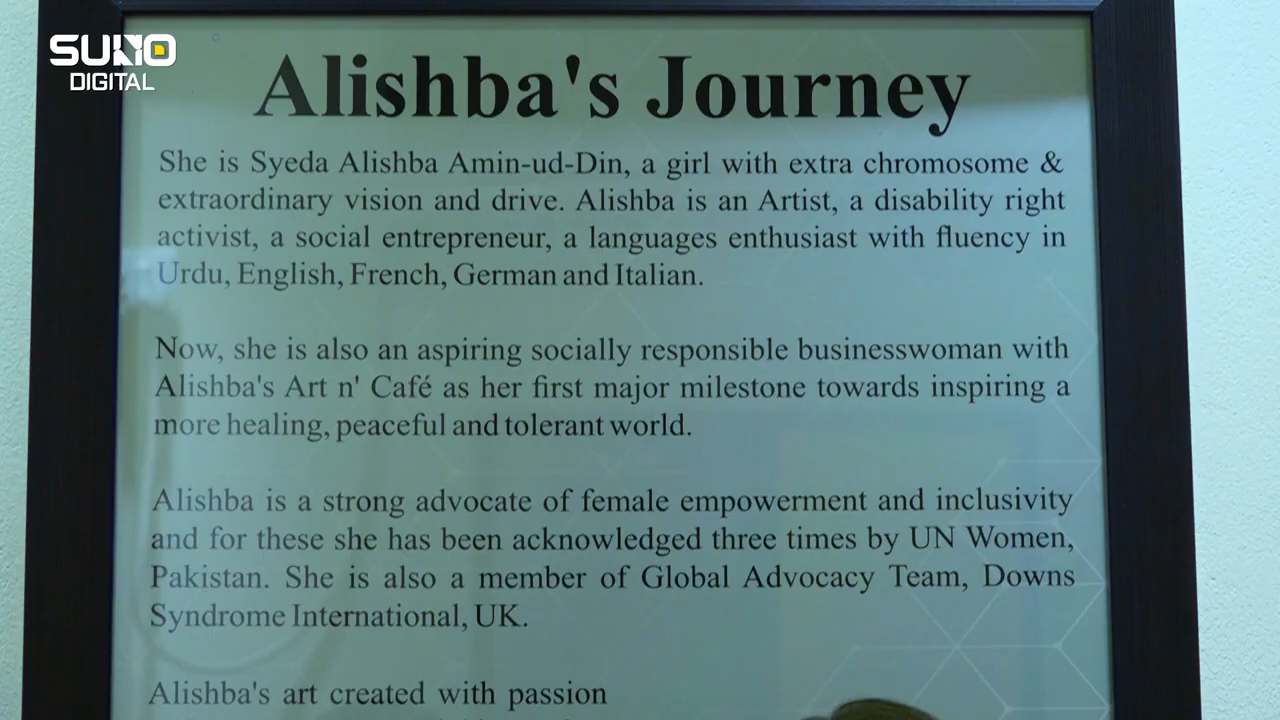 SUNO
DIGITAL
Alishba's Journey
She is Syeda Alishba Amin-ud-Din, a girl with extra chromosome &
extraordinary vision and drive. Alishba is an Artist, a disability right
activist, a social entrepreneur, a languages enthusiast with fluency in
Urdu, English, French, German and Italian.
Now, she is also an aspiring socially responsible businesswoman with
Alishba's Art n' Café as her first major milestone towards inspiring a
more healing, peaceful and tolerant world.
Alishba is a strong advocate of female empowerment and inclusivity
and for these she has been acknowledged three times by UN Women,
Pakistan. She is also a member of Global Advocacy Team, Downs
Syndrome International, UK.
Alishba's art created with passion